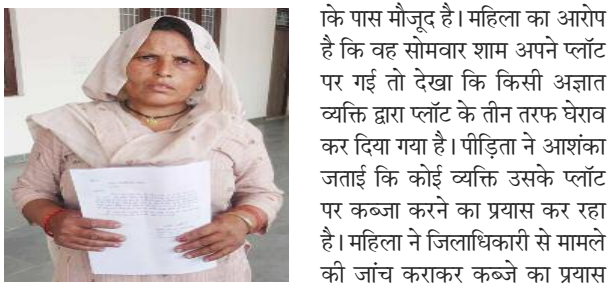 के पास मौजूद है। महिला का आरोप
है कि वह सोमवार शाम अपने प्लॉट
पर गई तो देखा कि किसी अज्ञात
व्यक्ति द्वारा प्लॉट के तीन तरफ घेराव
कर दिया गया है। पीड़िता ने आशंका
जताई कि कोई व्यक्ति उसके प्लॉट
पर कब्जा करने का प्रयास कर रहा
है। महिला ने जिलाधिकारी से मामले
की जांच कराकर कब्जे का प्रयास